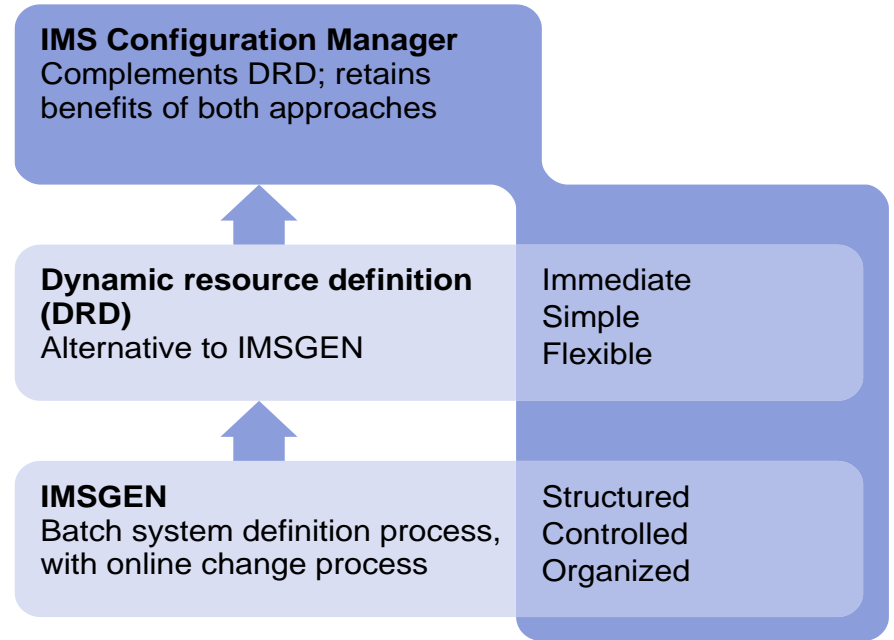 IMS Configuration Manager
Complements DRD; retains
benefits of both approaches
Dynamic resource definition
(DRD)
Alternative to IMSGEN
Immediate
Simple
Flexible
IMSGEN
Batch system definition process,
with online change process
Structured
Controlled
Organized